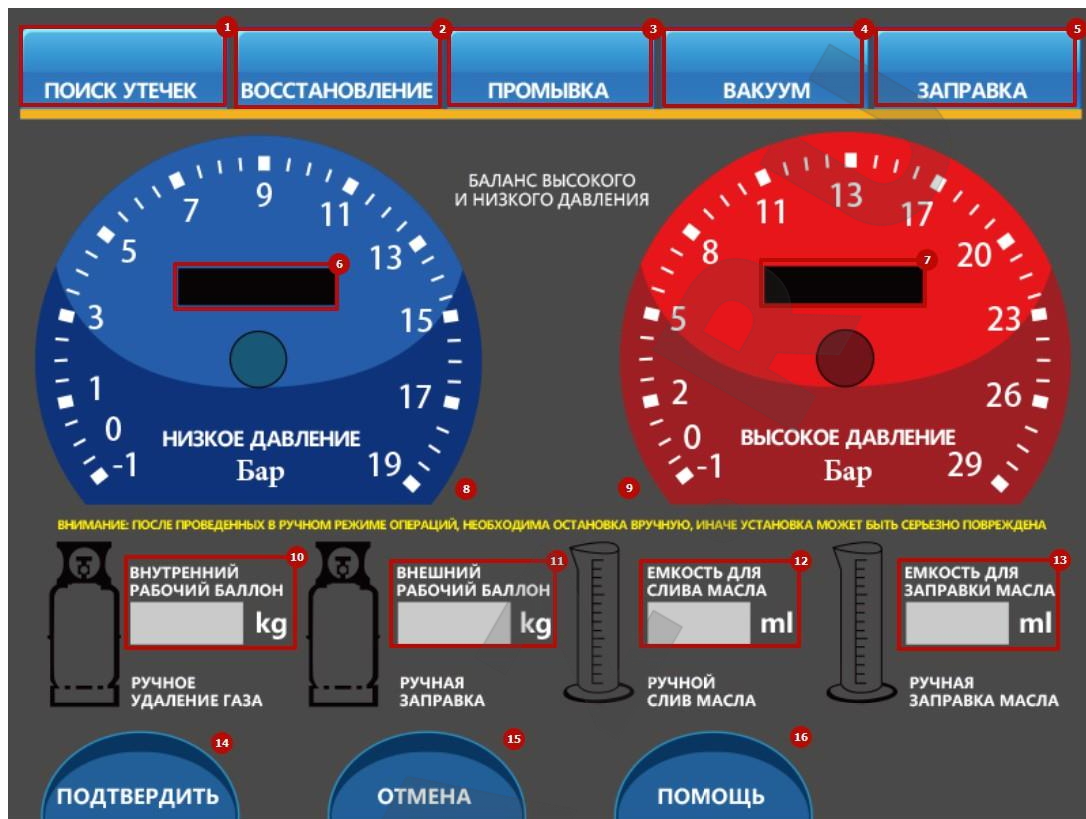 1
2
3
4
5
ПОИСК УТЕЧЕК
ВОССТАНОВЛЕНИЕ
ПРОМЫВКА
ВАКУУМ
ЗАПРАВКА
БАЛАНС ВЫСОКОГО
И НИЗКОГО ДАВЛЕНИЯ
-1
0
1
3
5
7
9
11
13
15
17
19
6
НИЗКОЕ ДАВЛЕНИЕ
Бар
8
-1
0
2
5
8
11
13
17
20
23
26
29
7
ВЫСОКОЕ ДАВЛЕНИЕ
Бар
9
ВНИМАНИЕ: ПОСЛЕ ПРОВЕДЕННЫХ В РУЧНОМ РЕЖИМЕ ОПЕРАЦИЙ, НЕОБХОДИМА ОСТАНОВКА ВРУЧНУЮ, ИНАЧЕ УСТАНОВКА МОЖЕТ БЫТЬ СЕРЬЕЗНО ПОВРЕЖДЕНА
10
ВНУТРЕННИЙ
РАБОЧИЙ БАЛЛОН
kg
РУЧНОЕ
УДАЛЕНИЕ ГАЗА
11
ВНЕШНИЙ
РАБОЧИЙ БАЛЛОН
kg
РУЧНАЯ
ЗАПРАВКА
12
ЕМКОСТЬ ДЛЯ
СЛИВА МАСЛА
ml
РУЧНОЙ
СЛИВ МАСЛА
13
ЕМКОСТЬ ДЛЯ
ЗАПРАВКИ МАСЛА
ml
РУЧНАЯ
ЗАПРАВКА МАСЛА
14
15
16
ПОДТВЕРДИТЬ
ОТМЕНА
ПОМОЩЬ